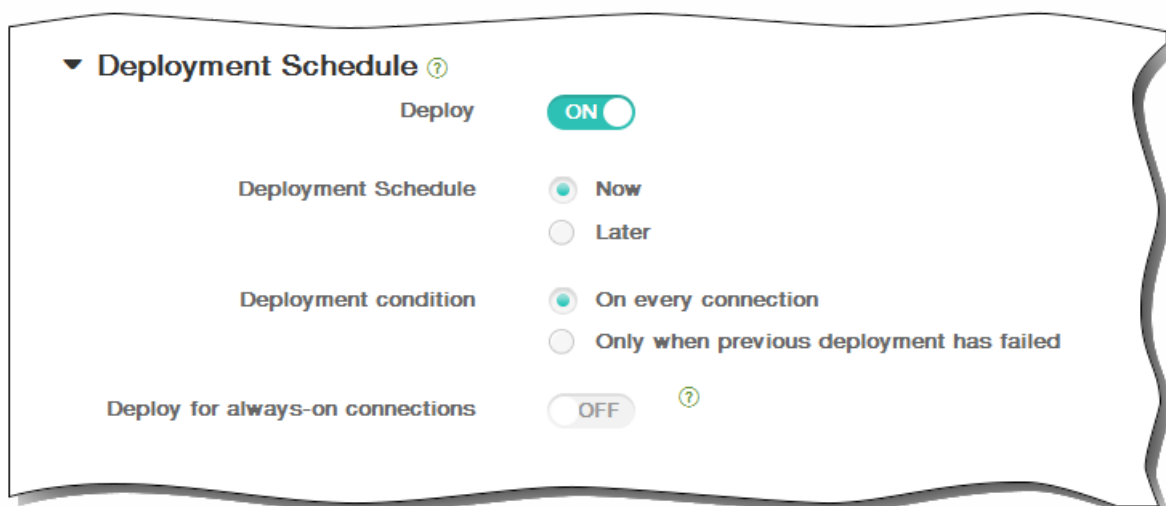 Deployment Schedule ?
Deploy ON
Deployment Schedule Now
Later
Deployment condition On every connection
Only when previous deployment has failed
Deploy for always-on connections OFF ?